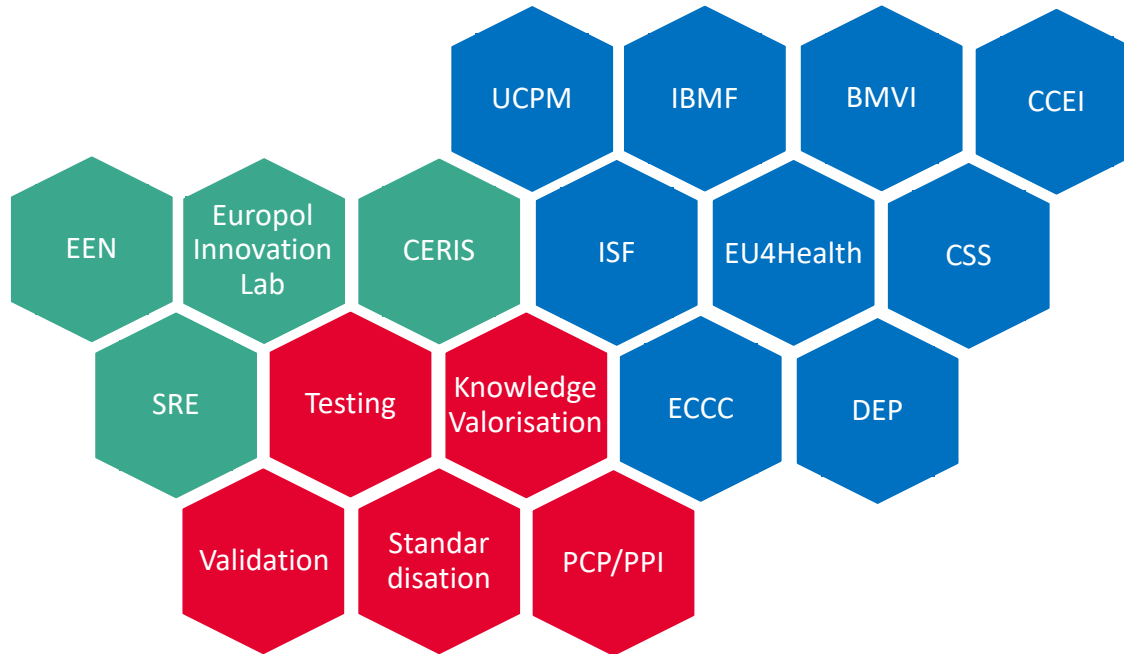 UCPM
IBMF
BMVI
CCEI
EEN
Europol
Innovation
Lab
CERIS
ISF
EU4Health
CSS
SRE
Testing
Knowledge
Valorisation
ECCC
DEP
Validation
Standar
disation
PCP/PPI